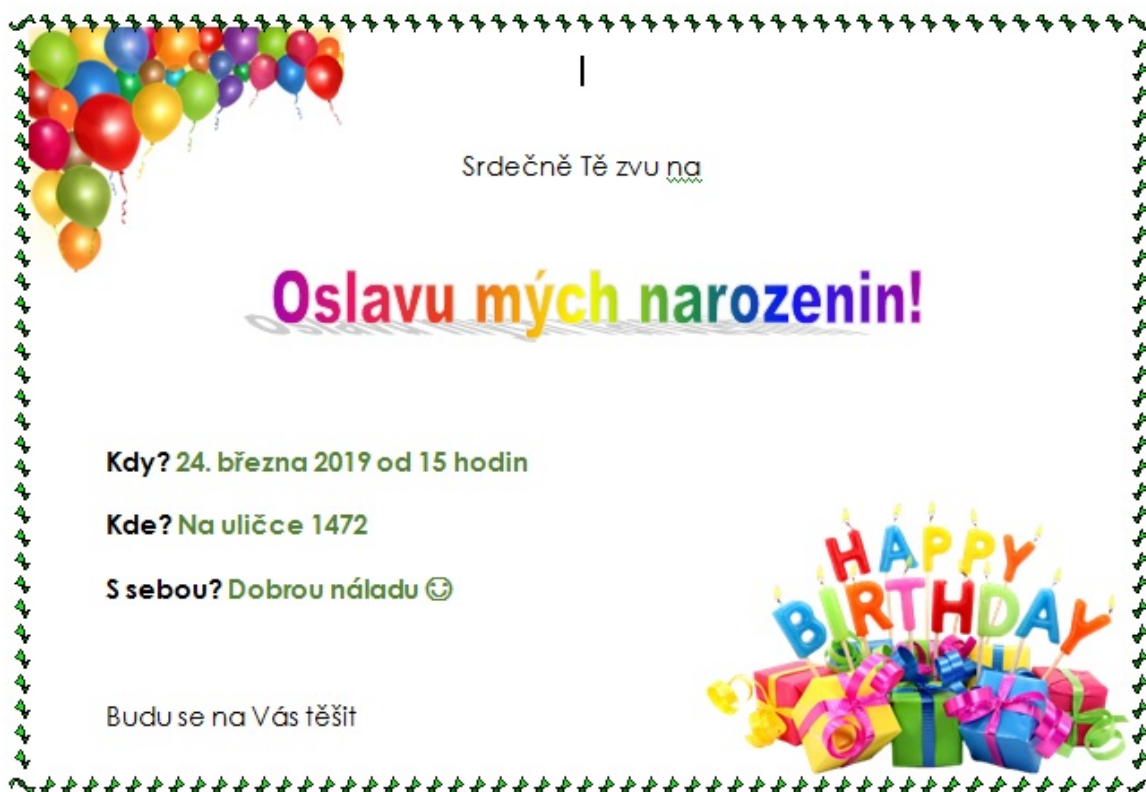 Srdečně Tě zvu na
Oslavu mých narozenin!
Kdy? 24. března 2019 od 15 hodin
Kde? Na uličce 1472
S sebou? Dobrou náladu ☺
HAPPY
BIRTHDAY
Budu se na Vás těšit